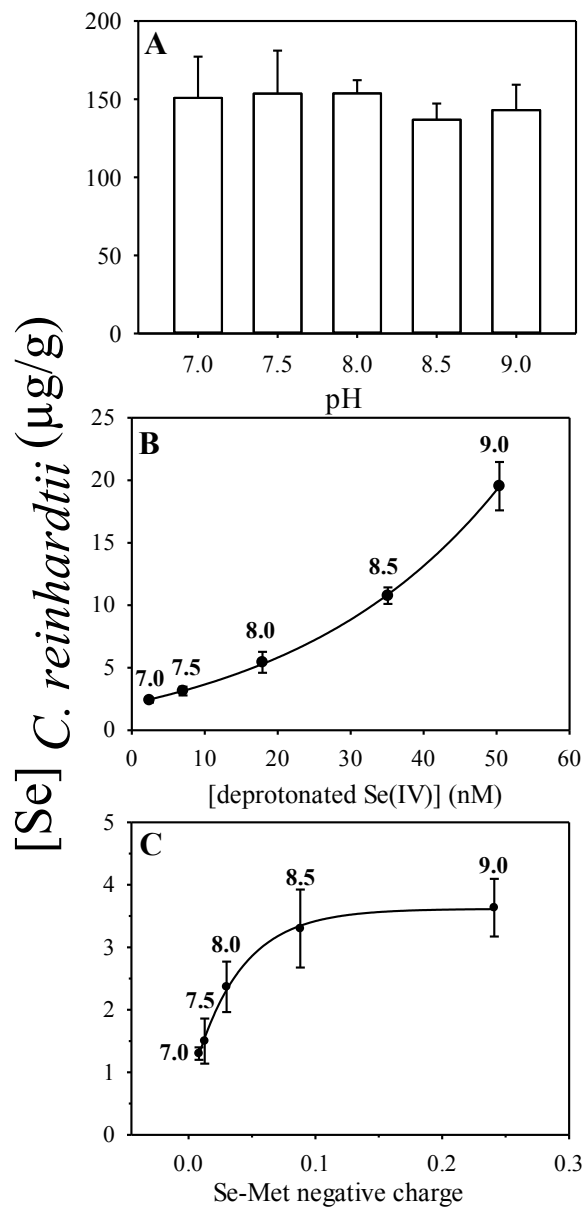 [Se] C. reinhardtii (µg/g)
A
200
150
100
50
0
7.0 7.5 8.0 8.5 9.0
pH
B
25
20
15
10
5
0
7.0
7.5
8.0
8.5
9.0
0 10 20 30 40 50 60
[deprotonated Se(IV)] (nM)
C
5
4
3
2
1
0
7.0
7.5
8.0
8.5
9.0
0.0 0.1 0.2 0.3
Se-Met negative charge